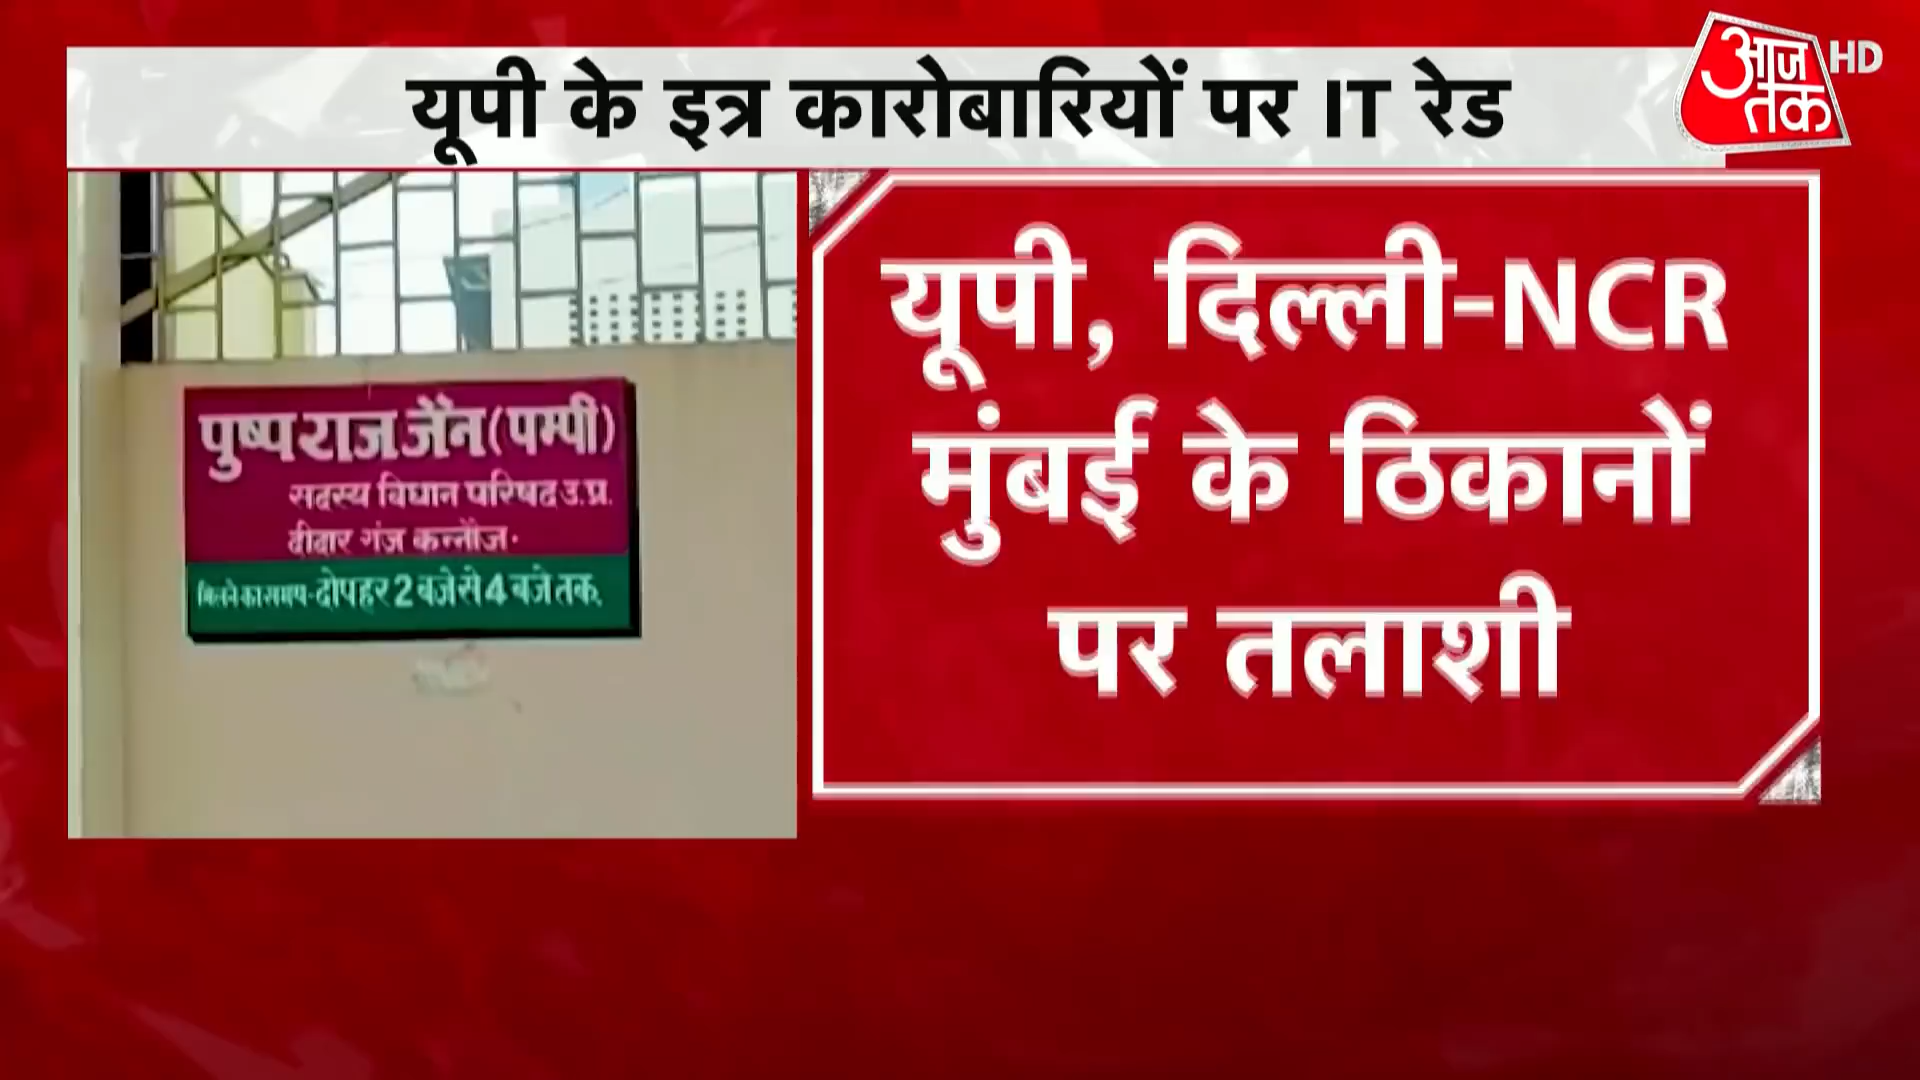 यूपी के इत्र कारोबारियों पर IT रेड
आज
तक
HD
पुष्पराज जैन (पम्पी)
सदस्य विधान परिषद उ.प्र.
दीदार गंज कन्नौज.
मिलने का समय-दोपहर 2 बजे से 4 बजे तक.
यूपी, दिल्ली-NCR
मुंबई के ठिकानों
पर तलाशी